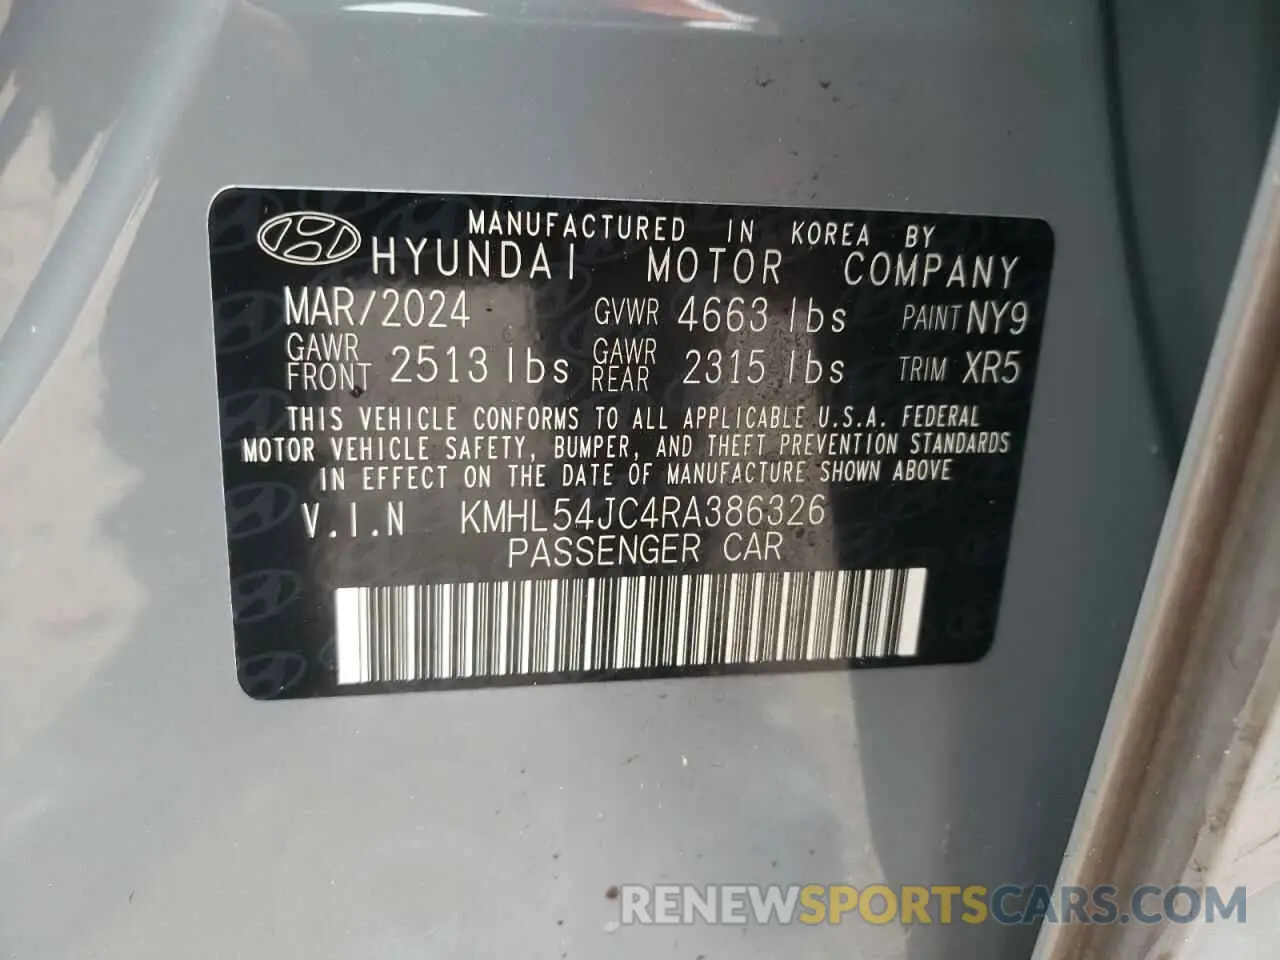 MANUFACTURED IN KOREA BY
HYUNDAI MOTOR COMPANY
MAR/2024 GVWR 4663 lbs PAINT NY9
GAWR FRONT 2513 lbs GAWR REAR 2315 lbs TRIM XR5
THIS VEHICLE CONFORMS TO ALL APPLICABLE U.S.A. FEDERAL
MOTOR VEHICLE SAFETY, BUMPER, AND THEFT PREVENTION STANDARDS
IN EFFECT ON THE DATE OF MANUFACTURE SHOWN ABOVE
V.I.N KMHL54JC4RA386326
PASSENGER CAR
RENEWSPORTSCARS.COM